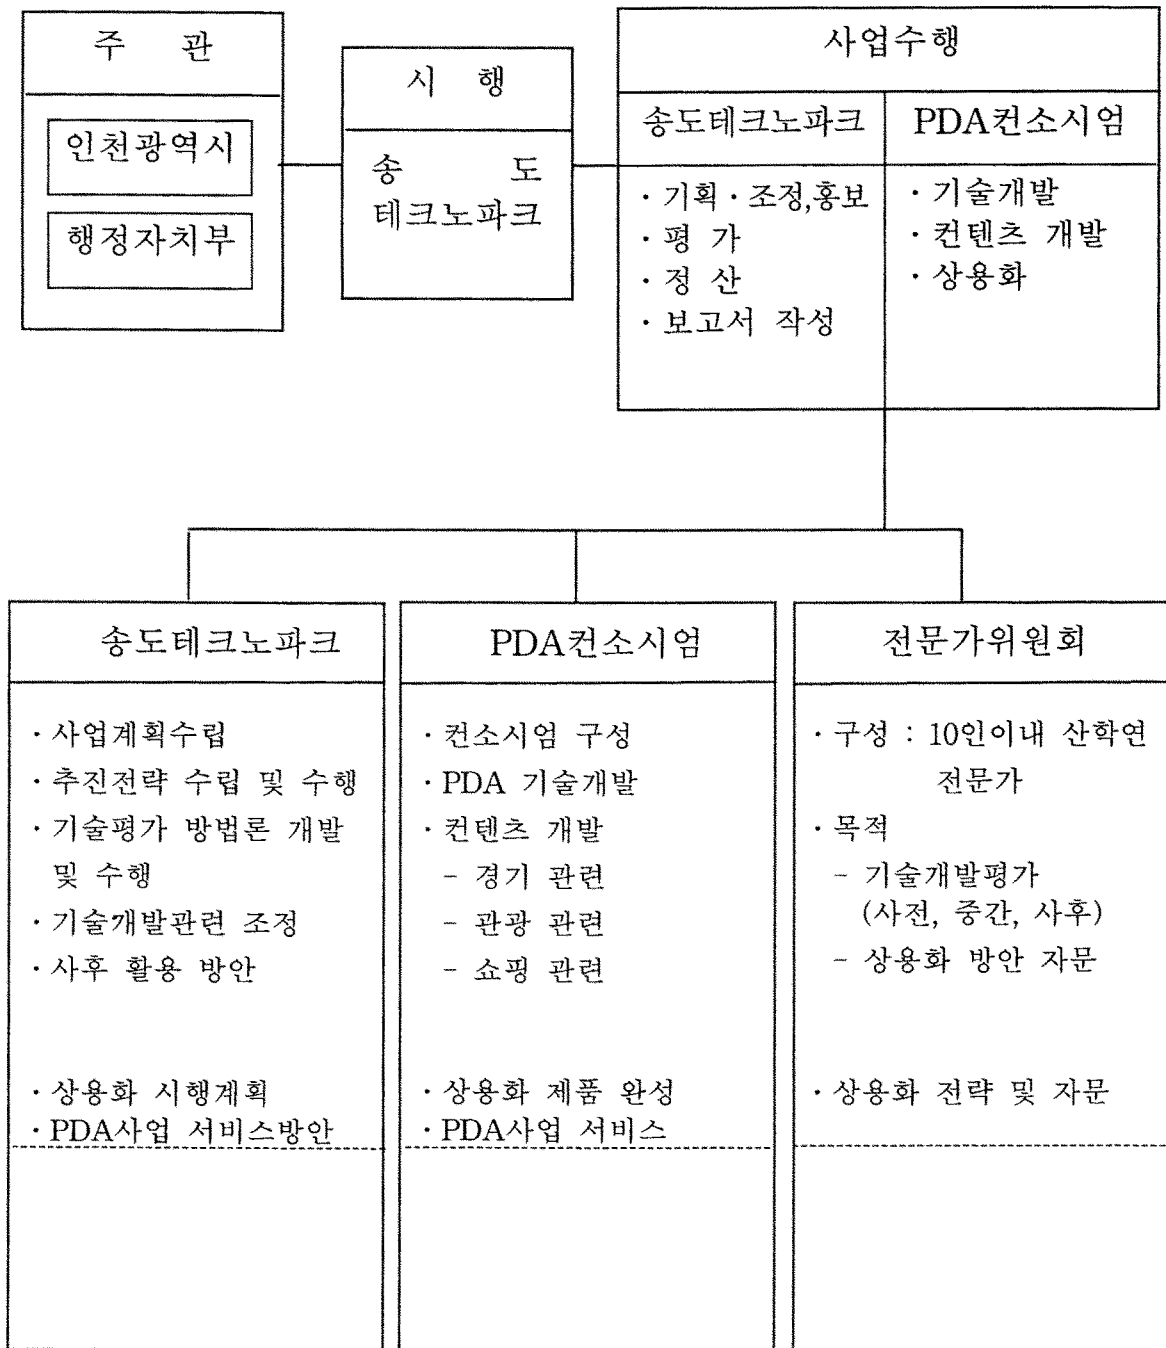 주 관
인천광역시
행정자치부
시 행
송 도
테크노파크
사업수행
송도테크노파크
· 기획 · 조정,홍보
· 평 가
· 정 산
· 보고서 작성
PDA컨소시엄
· 기술개발
· 컨텐츠 개발
· 상용화
송도테크노파크
· 사업계획수립
· 추진전략 수립 및 수행
· 기술평가 방법론 개발
및 수행
· 기술개발관련 조정
· 사후 활용 방안
· 상용화 시행계획
· PDA사업 서비스방안
PDA컨소시엄
· 컨소시엄 구성
· PDA 기술개발
· 컨텐츠 개발
- 경기 관련
- 관광 관련
- 쇼핑 관련
· 상용화 제품 완성
· PDA사업 서비스
전문가위원회
· 구성 : 10인이내 산학연
전문가
· 목적
- 기술개발평가
(사전, 중간, 사후)
- 상용화 방안 자문
· 상용화 전략 및 자문